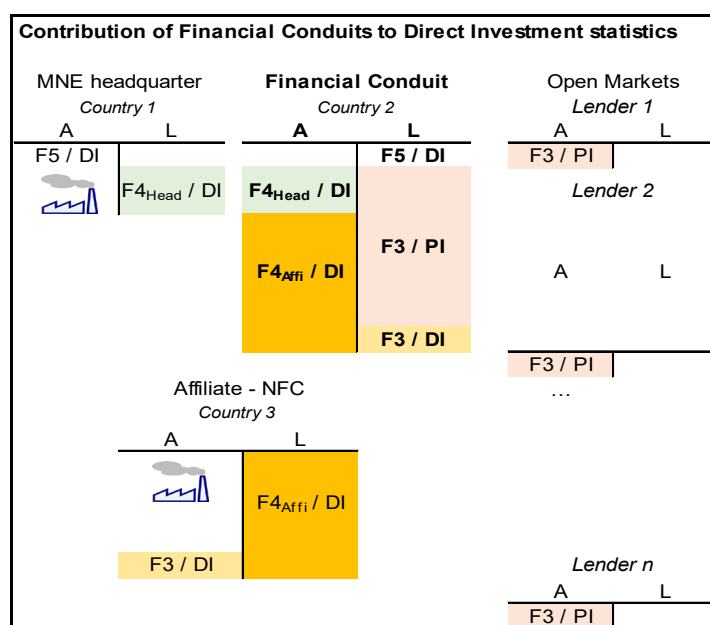 Contribution of Financial Conduits to Direct Investment statistics
MNE headquarter Financial Conduit Open Markets
Country 1 Country 2 Lender 1
A L A L A L
F5 / DI F5 / DI F3 / PI
F4Head / DI F4Head / DI Lender 2
F3 / PI
F4Affi / DI A L
F3 / DI
F3 / PI
Affiliate - NFC ...
Country 3
A L
F4Affi / DI
F3 / DI Lender n
A L
F3 / PI